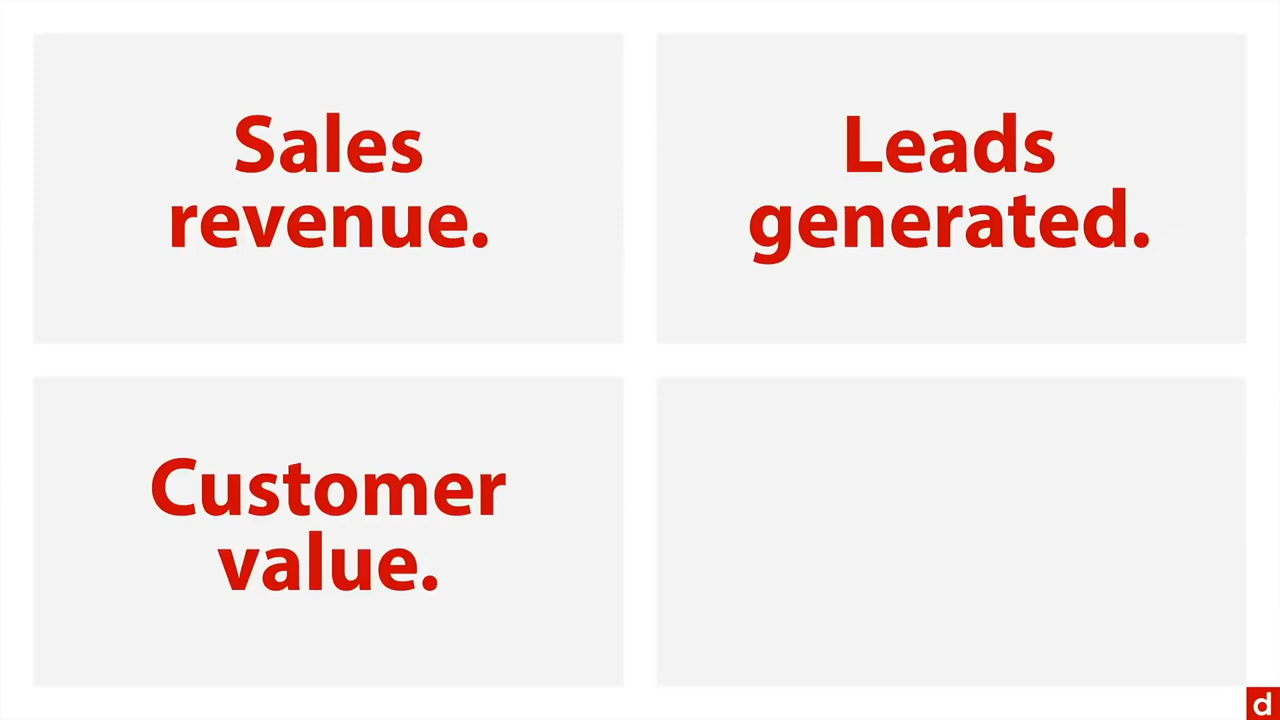 Sales
revenue.
Leads
generated.
Customer
value.
d